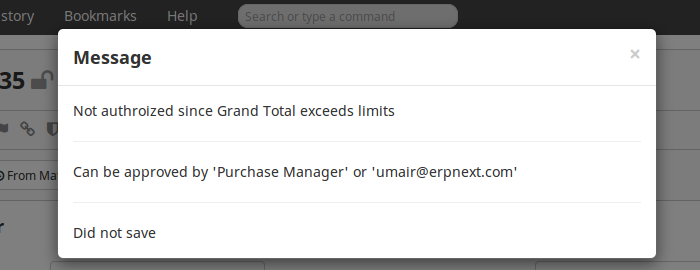 story Bookmarks Help Search or type a command
Message ×
35
Not authroized since Grand Total exceeds limits
Can be approved by 'Purchase Manager' or 'umair@erpnext.com'
From Ma
Did not save